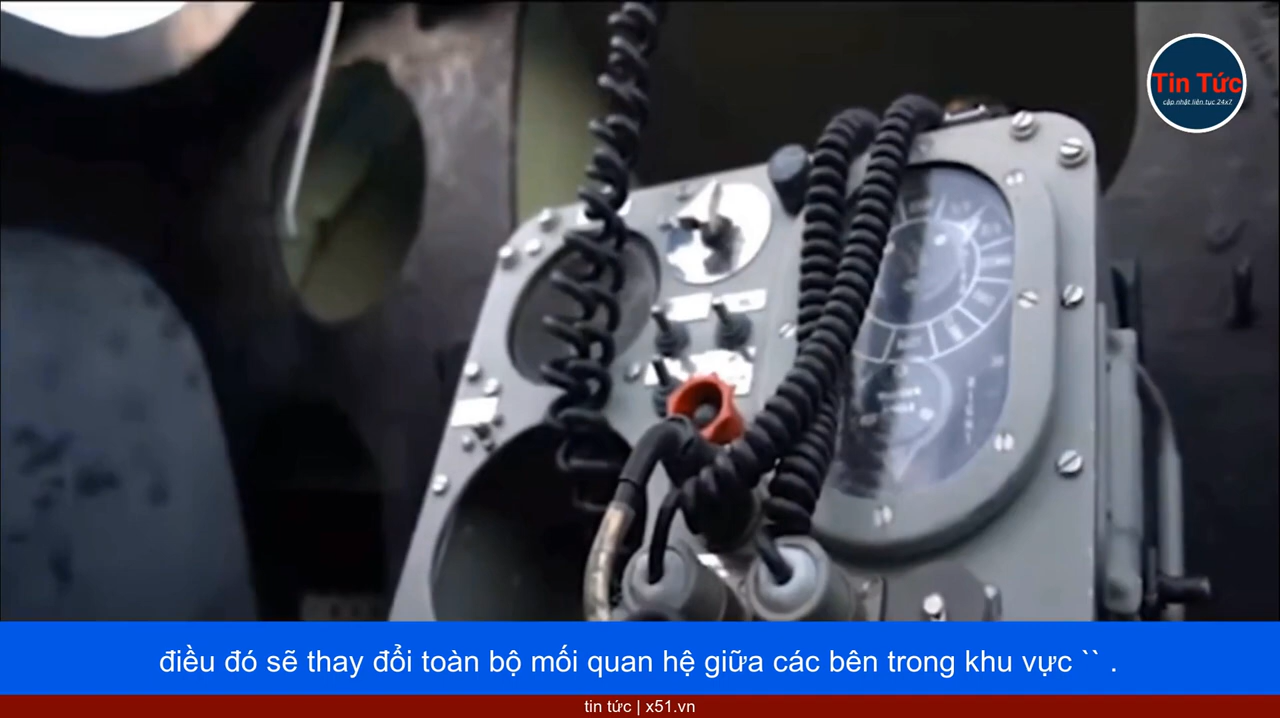 Tin Tức
cập nhật liên tục 24x7
điều đó sẽ thay đổi toàn bộ mối quan hệ giữa các bên trong khu vực `` .
tin tức | x51.vn